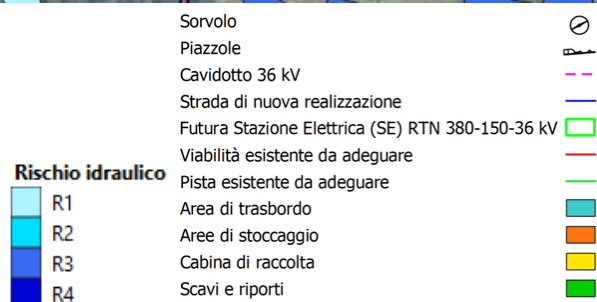 Sorvolo
Piazzole
Cavidotto 36 kV
Strada di nuova realizzazione
Futura Stazione Elettrica (SE) RTN 380-150-36 kV
Viabilità esistente da adeguare
Pista esistente da adeguare
Area di trasbordo
Aree di stoccaggio
Cabina di raccolta
Scavi e riporti
Rischio idraulico
R1
R2
R3
R4